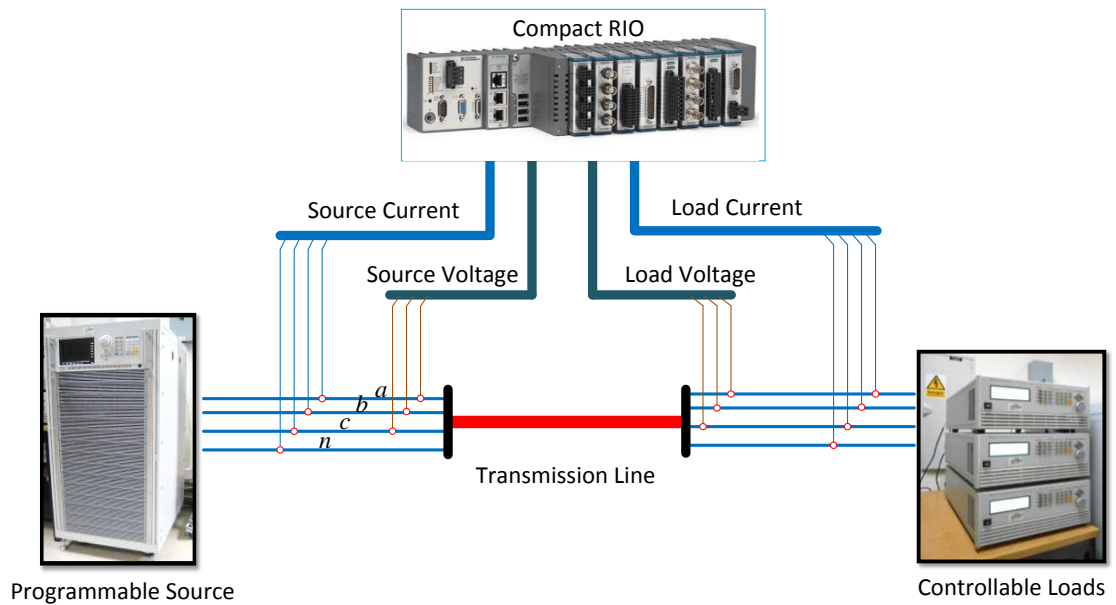 Compact RIO
Source Current
Load Current
Source Voltage
Load Voltage
a
b
c
n
Transmission Line
Programmable Source
Controllable Loads